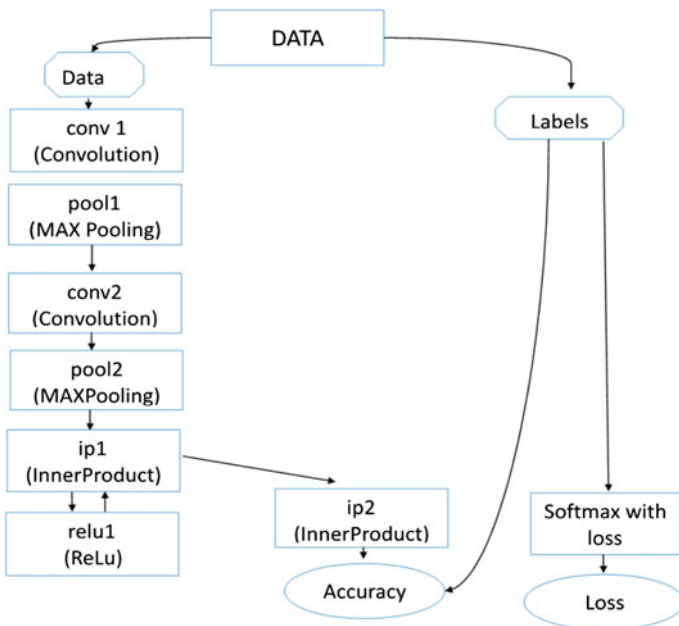 DATA
Data
Labels
conv 1
(Convolution)
pool1
(MAX Pooling)
conv2
(Convolution)
pool2
(MAXPooling)
ip1
(InnerProduct)
relu1
(ReLu)
ip2
(InnerProduct)
Accuracy
Softmax with
loss
Loss